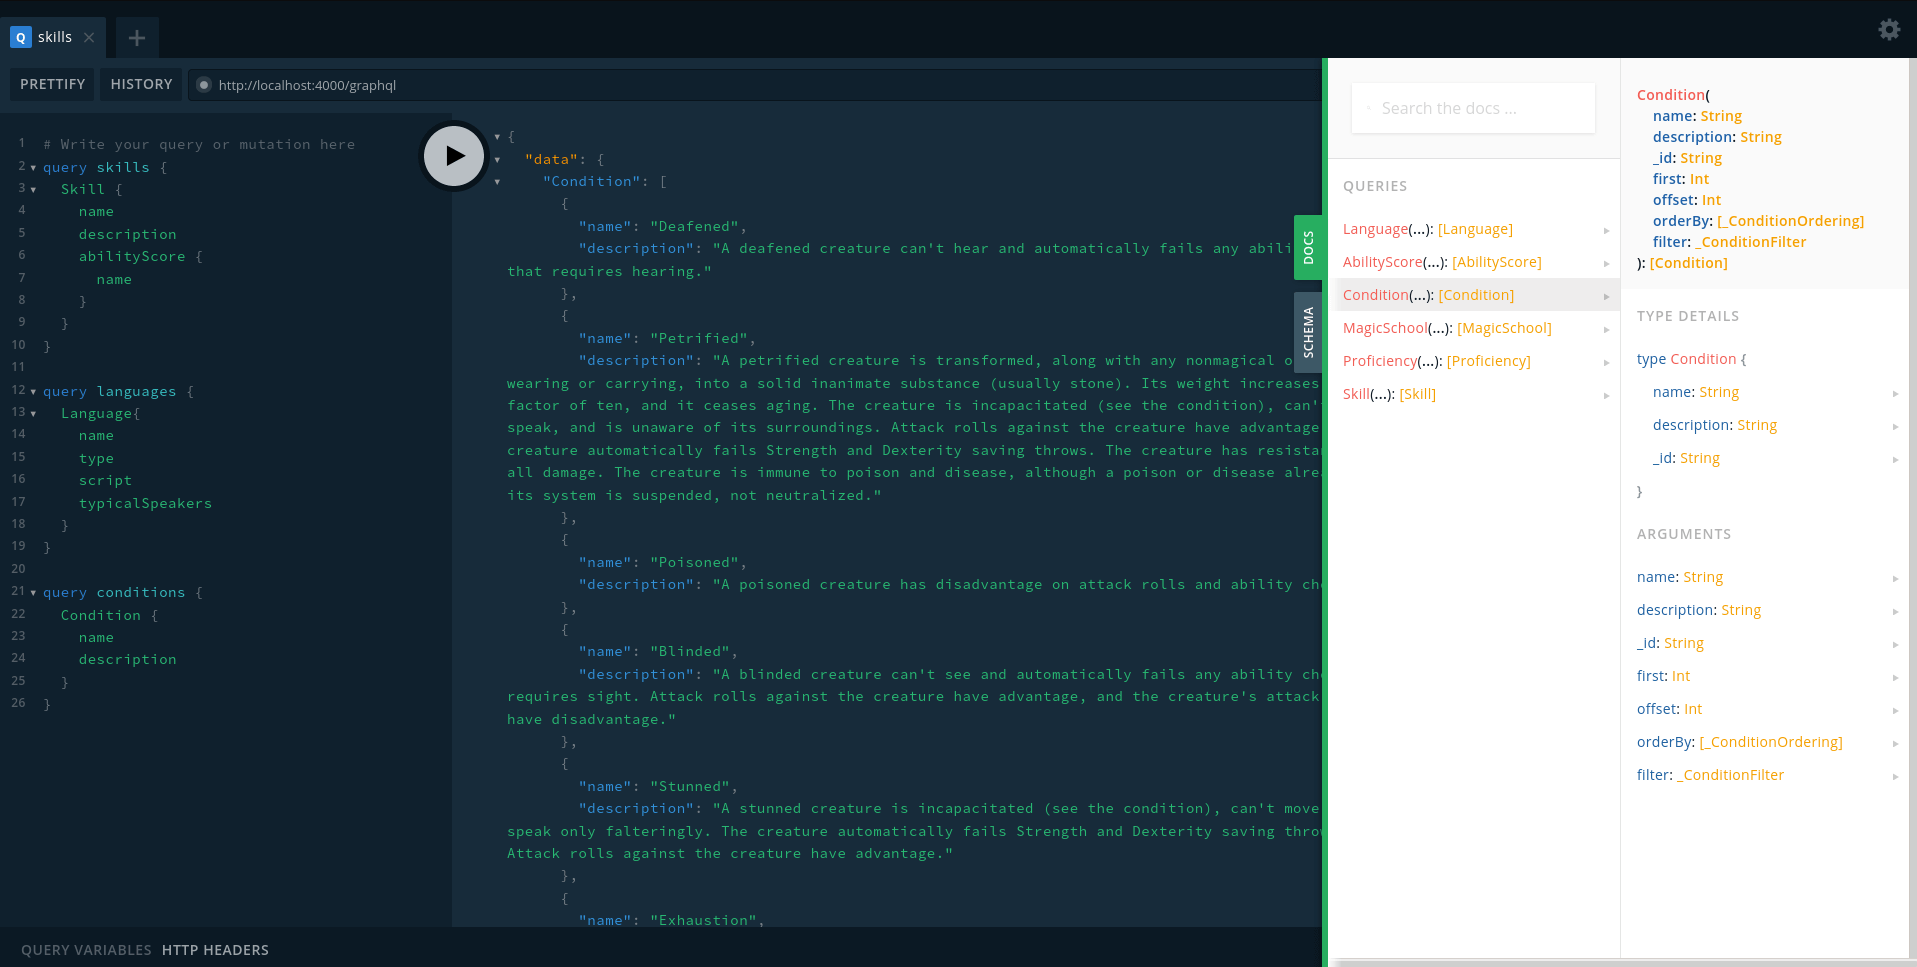 Q skills
PRETTIFY HISTORY http://localhost:4000/graphql
1 # Write your query or mutation here
2 query skills {
3 Skill {
4 name
5 description
6 abilityScore {
7 name
8 }
9 }
10 }
11
12 query languages {
13 Language{
14 name
15 type
16 script
17 typicalSpeakers
18 }
19 }
20
21 query conditions {
22 Condition {
23 name
24 description
25 }
26 }
QUERY VARIABLES HTTP HEADERS
{
"data": {
"Condition": [
{
"name": "Deafened",
"description": "A deafened creature can't hear and automatically fails any abili
that requires hearing."
},
{
"name": "Petrified",
"description": "A petrified creature is transformed, along with any nonmagical o
wearing or carrying, into a solid inanimate substance (usually stone). Its weight increases
factor of ten, and it ceases aging. The creature is incapacitated (see the condition), can'
speak, and is unaware of its surroundings. Attack rolls against the creature have advantage
creature automatically fails Strength and Dexterity saving throws. The creature has resista
all damage. The creature is immune to poison and disease, although a poison or disease alre
its system is suspended, not neutralized."
},
{
"name": "Poisoned",
"description": "A poisoned creature has disadvantage on attack rolls and ability che
},
{
"name": "Blinded",
"description": "A blinded creature can't see and automatically fails any ability che
requires sight. Attack rolls against the creature have advantage, and the creature's attack
have disadvantage."
},
{
"name": "Stunned",
"description": "A stunned creature is incapacitated (see the condition), can't move
speak only falteringly. The creature automatically fails Strength and Dexterity saving throw
Attack rolls against the creature have advantage."
},
{
"name": "Exhaustion",
DOCS
SCHEMA
Search the docs ...
QUERIES
Language(...): [Language]
AbilityScore(...): [AbilityScore]
Condition(...): [Condition]
MagicSchool(...): [MagicSchool]
Proficiency(...): [Proficiency]
Skill(...): [Skill]
Condition(
name: String
description: String
_id: String
first: Int
offset: Int
orderBy: [_ConditionOrdering]
filter: _ConditionFilter
): [Condition]
TYPE DETAILS
type Condition {
name: String
description: String
_id: String
}
ARGUMENTS
name: String
description: String
_id: String
first: Int
offset: Int
orderBy: [_ConditionOrdering]
filter: _ConditionFilter